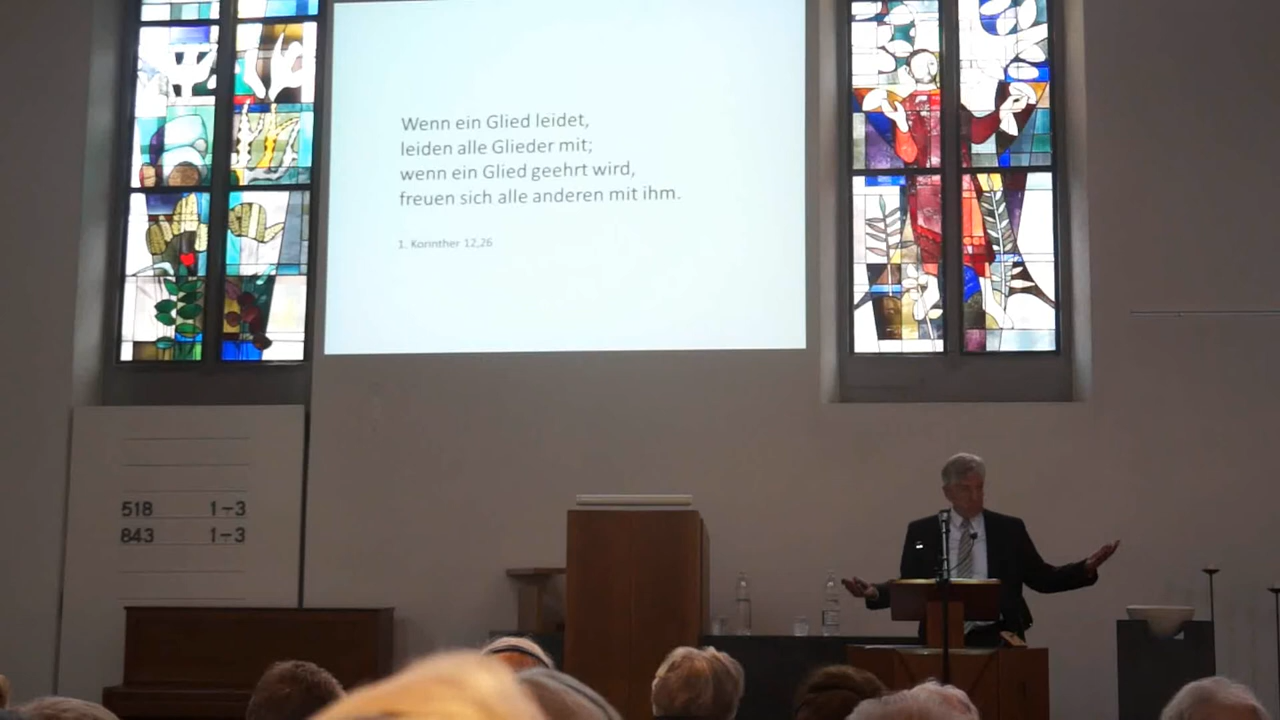 Wenn ein Glied leidet,
leiden alle Glieder mit;
wenn ein Glied geehrt wird,
freuen sich alle anderen mit ihm.
1. Korinther 12,26
518 1-3
843 1-3